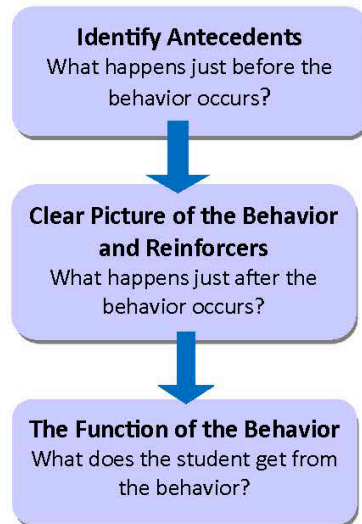 Identify Antecedents
What happens just before the
behavior occurs?
Clear Picture of the Behavior
and Reinforcers
What happens just after the
behavior occurs?
The Function of the Behavior
What does the student get from
the behavior?